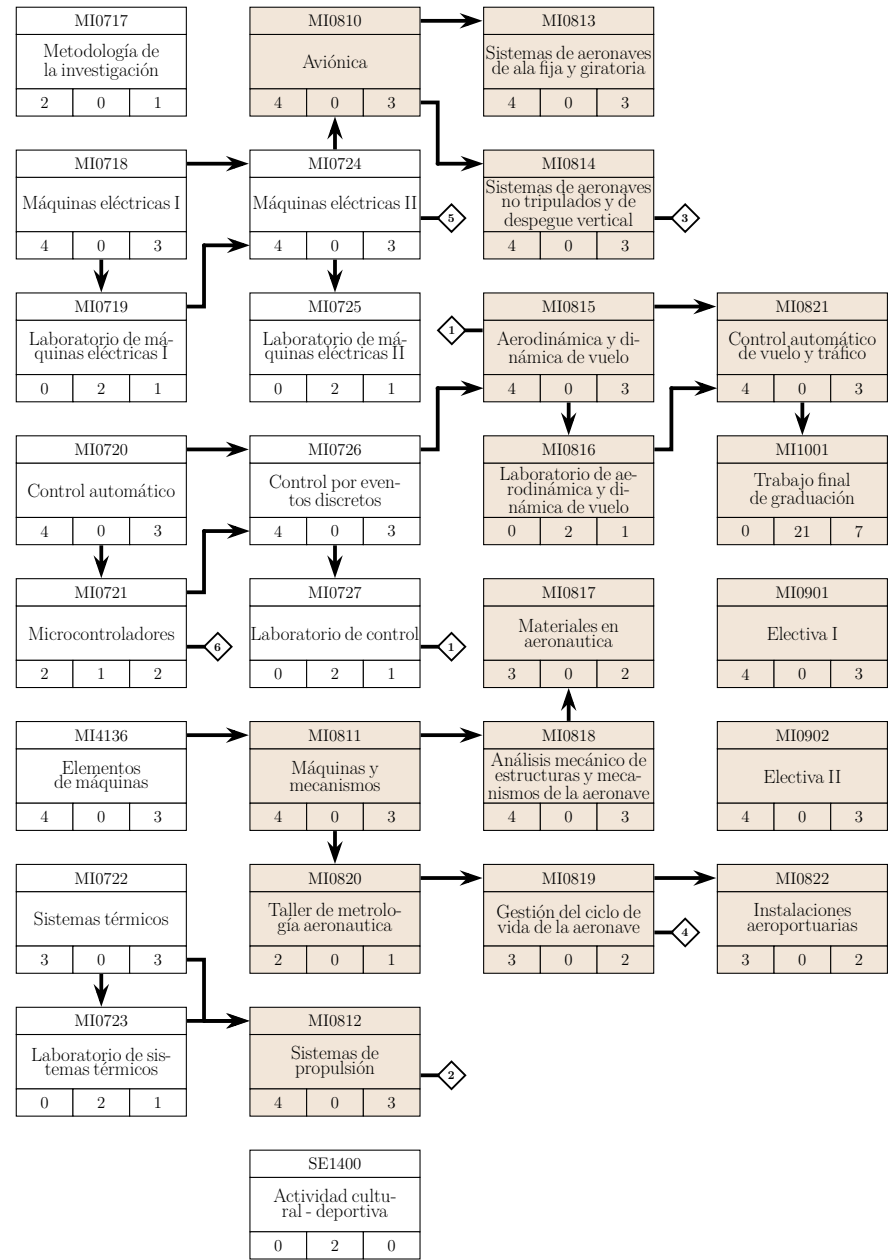 MI0717
Metodología de
la investigación
2 0 1
MI0718
Máquinas eléctricas I
4 0 3
MI0719
Laboratorio de má-
quinas eléctricas I
0 2 1
MI0720
Control automático
4 0 3
MI0721
Microcontroladores
2 1 2
6
MI4136
Elementos
de máquinas
4 0 3
MI0722
Sistemas térmicos
3 0 3
MI0723
Laboratorio de sis-
temas térmicos
0 2 1
MI0810
Aviónica
4 0 3
MI0724
Máquinas eléctricas II
4 0 3
5
MI0725
Laboratorio de má-
quinas eléctricas II
0 2 1
MI0726
Control por even-
tos discretos
4 0 3
MI0727
Laboratorio de control
0 2 1
1
MI0811
Máquinas y
mecanismos
4 0 3
MI0820
Taller de metrolo-
gía aeronautica
2 0 1
MI0812
Sistemas de
propulsión
4 0 3
2
SE1400
Actividad cultu-
ral - deportiva
0 2 0
MI0813
Sistemas de aeronaves
de ala fija y giratoria
4 0 3
MI0814
Sistemas de aeronaves
no tripulados y de
despegue vertical
4 0 3
3
1
MI0815
Aerodinámica y di-
námica de vuelo
4 0 3
MI0816
Laboratorio de ae-
rodinámica y di-
námica de vuelo
0 2 1
MI0817
Materiales en
aeronautica
3 0 2
MI0818
Análisis mecánico de
estructuras y meca-
nismos de la aeronave
4 0 3
MI0819
Gestión del ciclo de
vida de la aeronave
3 0 2
4
MI0821
Control automático
de vuelo y tráfico
4 0 3
MI1001
Trabajo final
de graduación
0 21 7
MI0901
Electiva I
4 0 3
MI0902
Electiva II
4 0 3
MI0822
Instalaciones
aeroportuarias
3 0 2